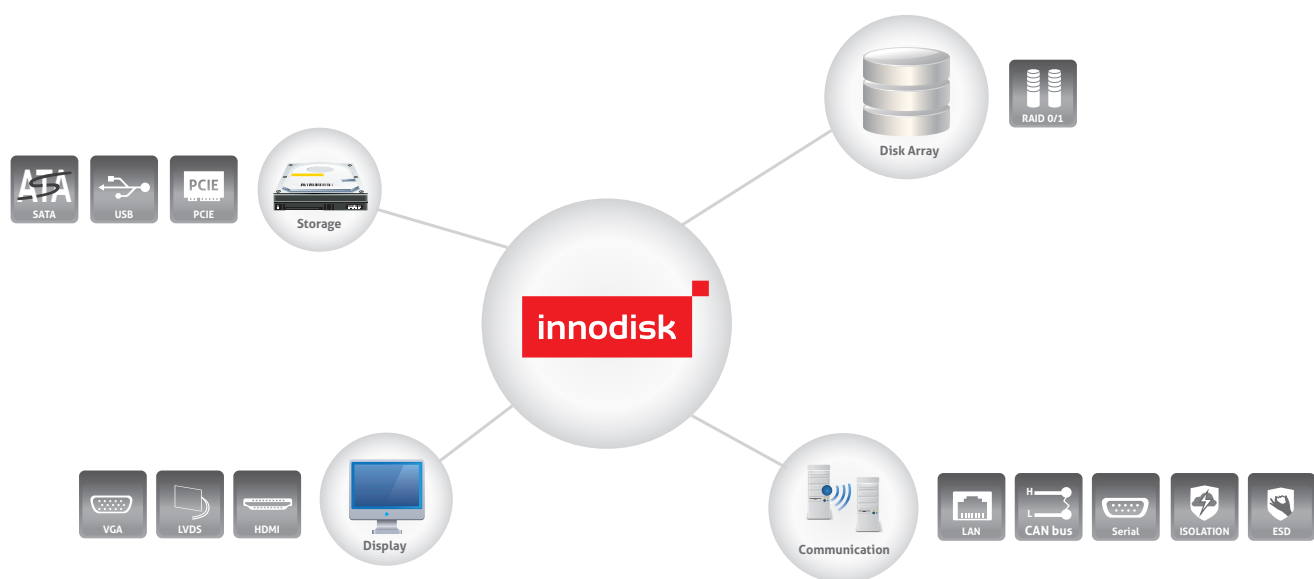 RAID 0/1
Disk Array
ATA
S
SATA
USB
PCIE
PCIE
Storage
innodisk
VGA
LVDS
HDMI
Display
Communication
LAN
H
L
CAN bus
Serial
ISOLATION
ESD